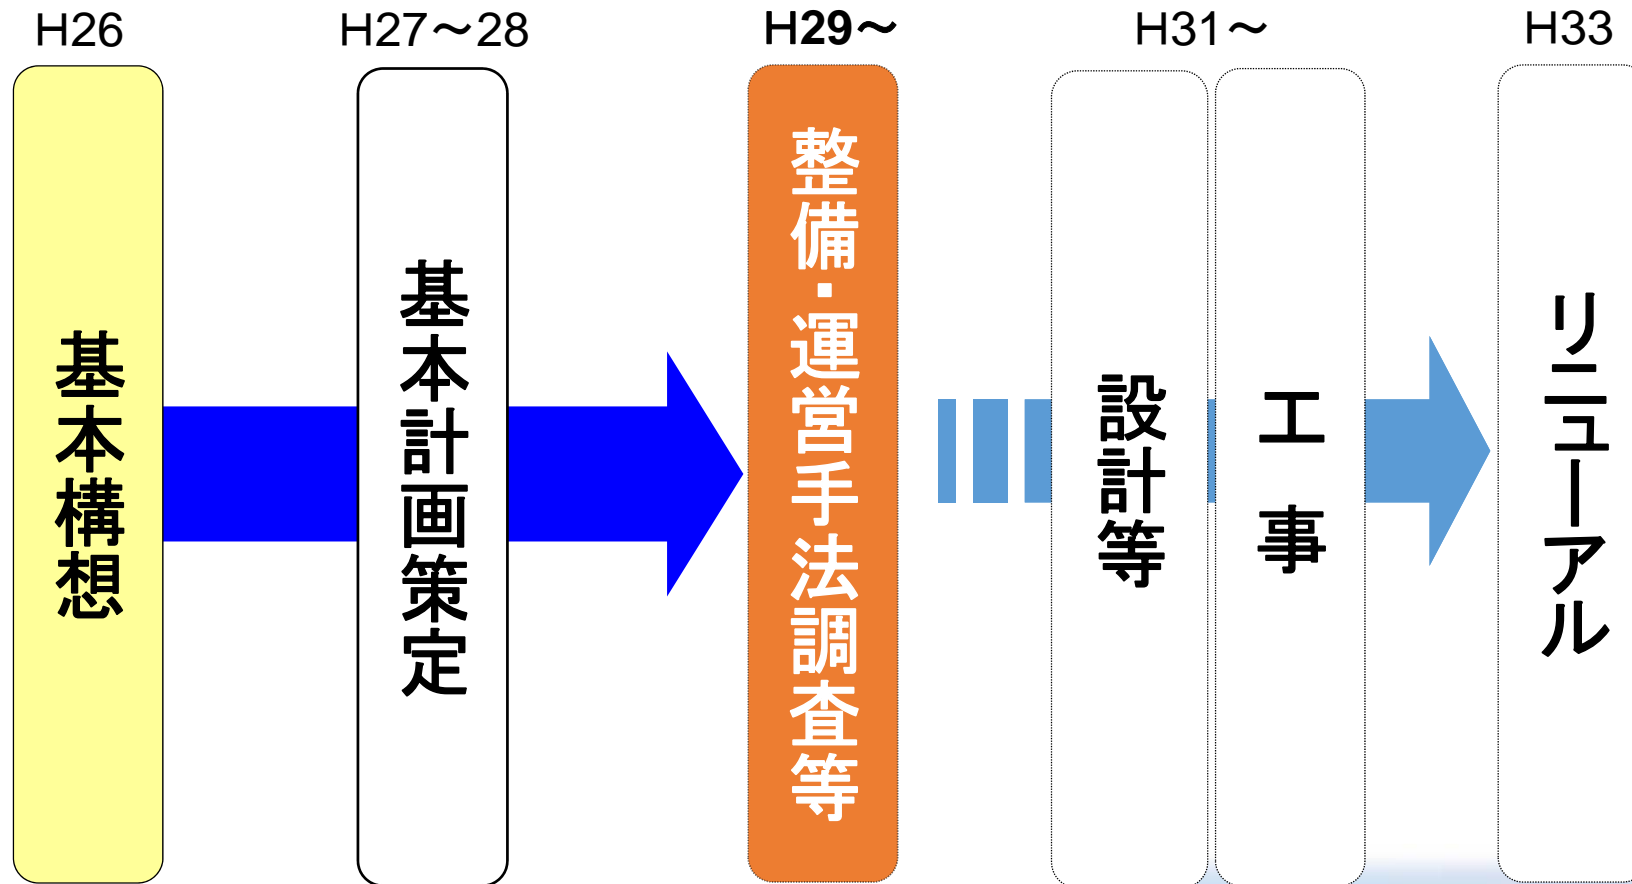 H26
H27～28
H29～
H31～
H33
基本構想
基本計画策定
整備・運営手法調査等
設計等
工事
リニューアル